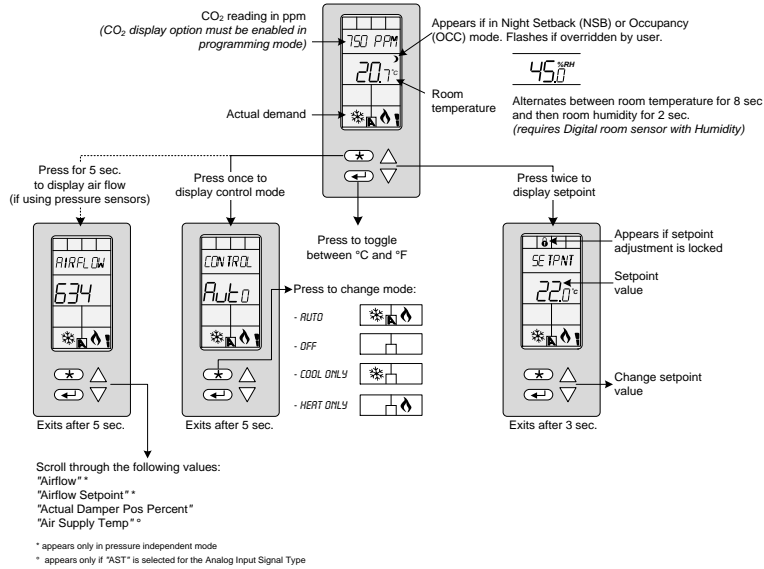 CO₂ reading in ppm
(CO₂ display option must be enabled in
programming mode)
Appears if in Night Setback (NSB) or Occupancy
(OCC) mode. Flashes if overridden by user.
750 PPM
20.7°C
45.0 %RH
Room
temperature
Alternates between room temperature for 8 sec
and then room humidity for 2 sec.
(requires Digital room sensor with Humidity)
Actual demand
A
Press for 5 sec.
to display air flow
(if using pressure sensors)
Press once to
display control mode
Press twice to
display setpoint
Press to toggle
between °C and °F
AIRFLOW
634
A
Exits after 5 sec.
CONTROL
Auto
A
Exits after 5 sec.
Press to change mode:
- AUTO
A
- OFF
- COOL ONLY
- HEAT ONLY
Appears if setpoint
adjustment is locked
SETPNT
22.0°C
A
Setpoint
value
Change setpoint
value
Exits after 3 sec.
Scroll through the following values:
"Airflow" *
"Airflow Setpoint" *
"Actual Damper Pos Percent"
"Air Supply Temp" °
* appears only in pressure independent mode
° appears only if "AST" is selected for the Analog Input Signal Type